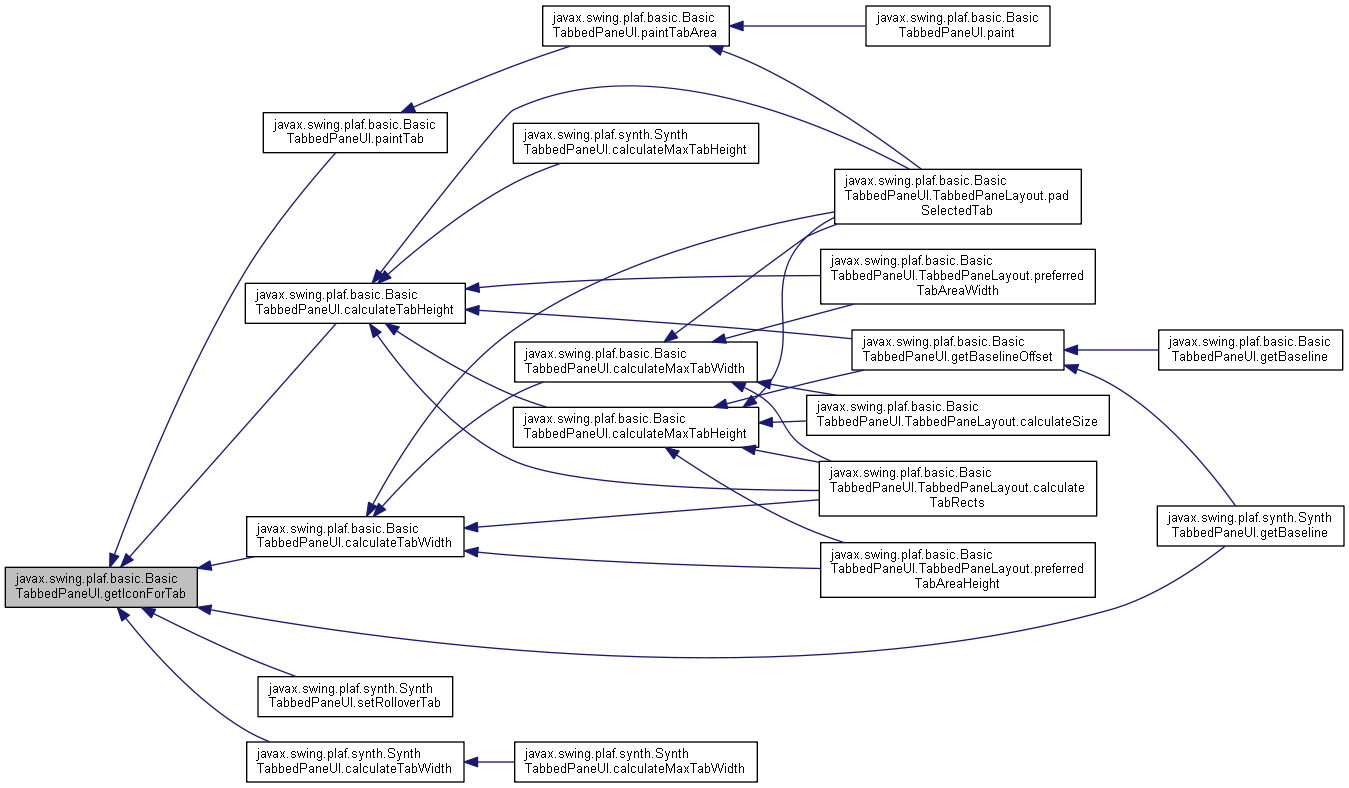 javax.swing.plaf.basic.Basic
TabbedPaneUI.paintTabArea
javax.swing.plaf.basic.Basic
TabbedPaneUI.paint
javax.swing.plaf.basic.Basic
TabbedPaneUI.paintTab
javax.swing.plaf.synth.Synth
TabbedPaneUI.calculateMaxTabHeight
javax.swing.plaf.basic.Basic
TabbedPaneUI.TabbedPaneLayout.pad
SelectedTab
javax.swing.plaf.basic.Basic
TabbedPaneUI.TabbedPaneLayout.preferred
TabAreaWidth
javax.swing.plaf.basic.Basic
TabbedPaneUI.calculateTabHeight
javax.swing.plaf.basic.Basic
TabbedPaneUI.getBaselineOffset
javax.swing.plaf.basic.Basic
TabbedPaneUI.getBaseline
javax.swing.plaf.basic.Basic
TabbedPaneUI.calculateMaxTabWidth
javax.swing.plaf.basic.Basic
TabbedPaneUI.TabbedPaneLayout.calculateSize
javax.swing.plaf.basic.Basic
TabbedPaneUI.calculateMaxTabHeight
javax.swing.plaf.basic.Basic
TabbedPaneUI.TabbedPaneLayout.calculate
TabRects
javax.swing.plaf.synth.Synth
TabbedPaneUI.getBaseline
javax.swing.plaf.basic.Basic
TabbedPaneUI.calculateTabWidth
javax.swing.plaf.basic.Basic
TabbedPaneUI.TabbedPaneLayout.preferred
TabAreaHeight
javax.swing.plaf.basic.Basic
TabbedPaneUI.getIconForTab
javax.swing.plaf.synth.Synth
TabbedPaneUI.setRolloverTab
javax.swing.plaf.synth.Synth
TabbedPaneUI.calculateTabWidth
javax.swing.plaf.synth.Synth
TabbedPaneUI.calculateMaxTabWidth